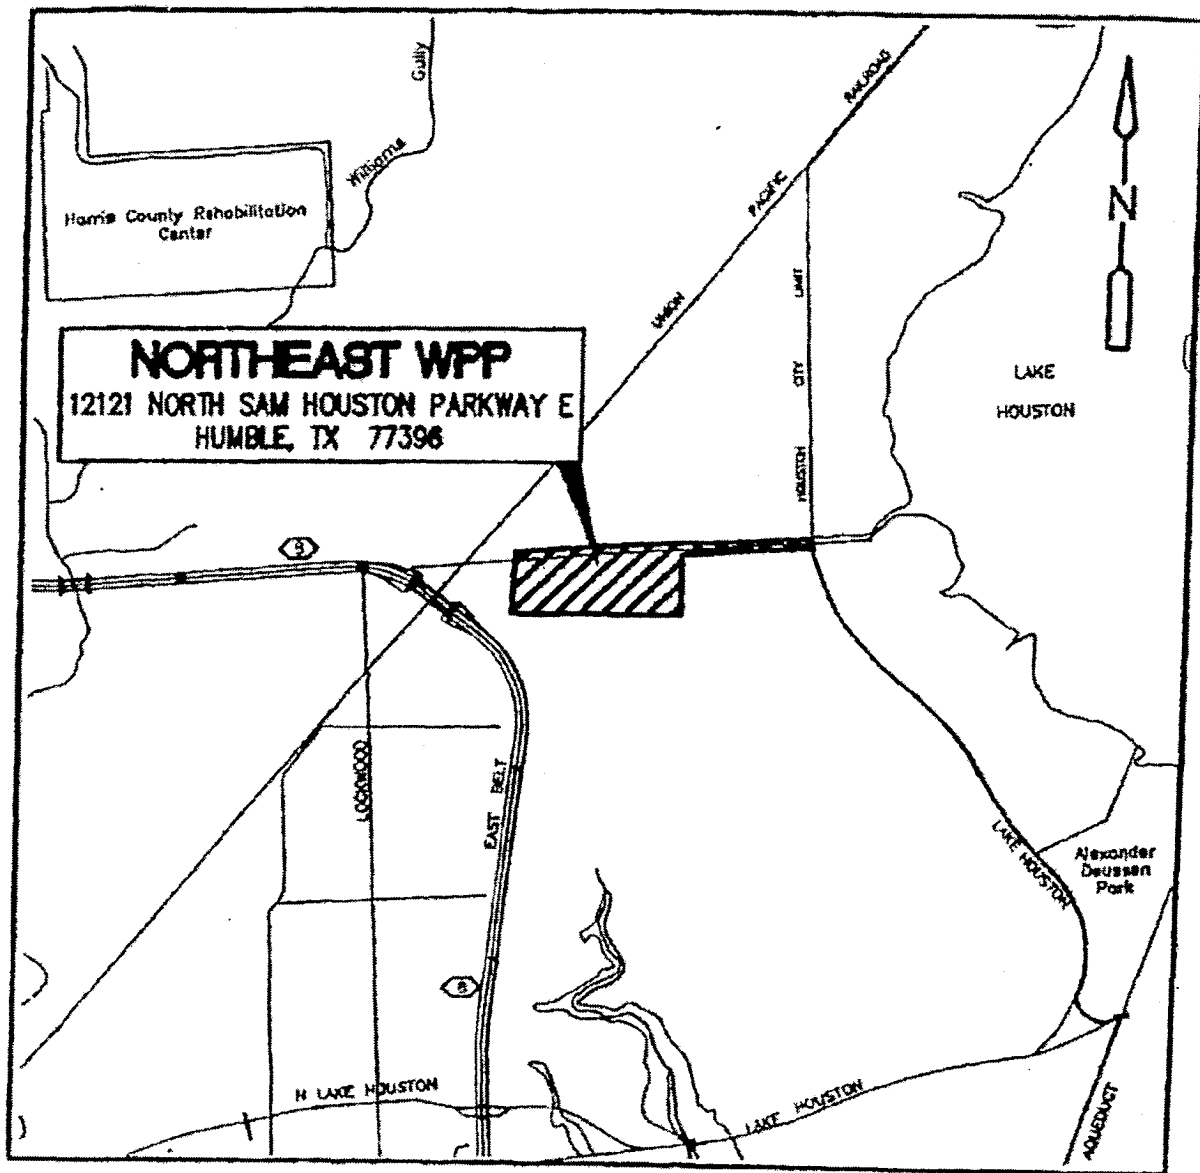 Gully
Williams
Harris County Rehabilitation
Center
UNION PACIFIC RAILROAD
N
HOUSTON CITY LIMIT
LAKE
HOUSTON
NORTHEAST WPP
12121 NORTH SAM HOUSTON PARKWAY E
HUMBLE, TX 77396
LOCKWOOD
EAST BELT
8
LAKE HOUSTON
Alexander
Deussen
Park
N LAKE HOUSTON
LAKE HOUSTON
AQUEDUCT